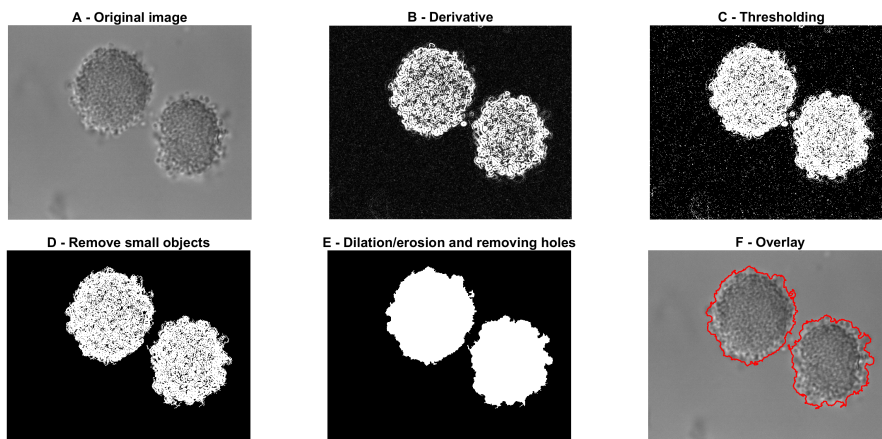 A - Original image
B - Derivative
C - Thresholding
D - Remove small objects
E - Dilation/erosion and removing holes
F - Overlay